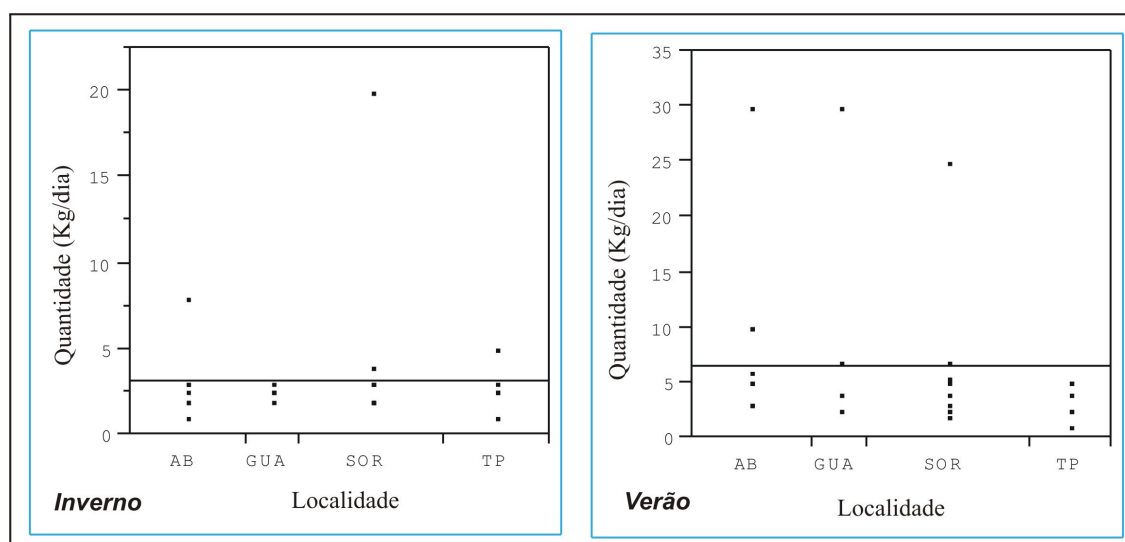 Quantidade (Kg/dia)
20
15
10
5
0
AB GUA SOR TP
Inverno
Localidade
Quantidade (Kg/dia)
35
30
25
20
15
10
5
0
AB GUA SOR TP
Verão
Localidade